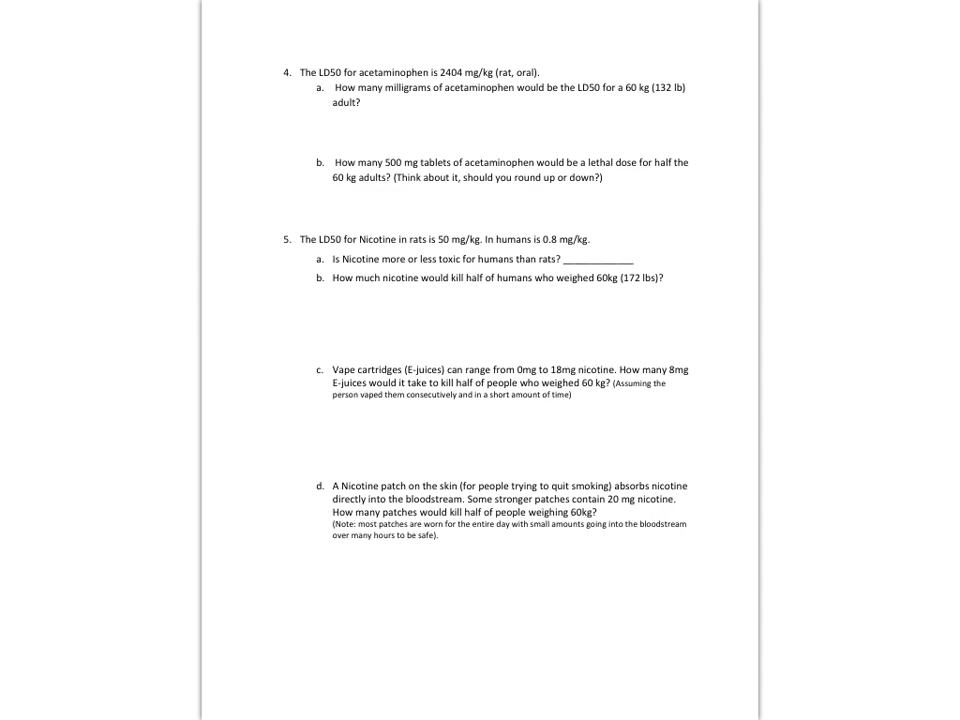 4. The LD50 for acetaminophen is 2404 mg/kg (rat, oral).
a. How many milligrams of acetaminophen would be the LD50 for a 60 kg (132 lb)
adult?
b. How many 500 mg tablets of acetaminophen would be a lethal dose for half the
60 kg adults? (Think about it, should you round up or down?)
5. The LD50 for Nicotine in rats is 50 mg/kg. In humans is 0.8 mg/kg.
a. Is Nicotine more or less toxic for humans than rats? _____________
b. How much nicotine would kill half of humans who weighed 60kg (172 lbs)?
c. Vape cartridges (E-juices) can range from 0mg to 18mg nicotine. How many 8mg
E-juices would it take to kill half of people who weighed 60 kg? (Assuming the
person vaped them consecutively and in a short amount of time)
d. A Nicotine patch on the skin (for people trying to quit smoking) absorbs nicotine
directly into the bloodstream. Some stronger patches contain 20 mg nicotine.
How many patches would kill half of people weighing 60kg?
(Note: most patches are worn for the entire day with small amounts going into the bloodstream
over many hours to be safe).